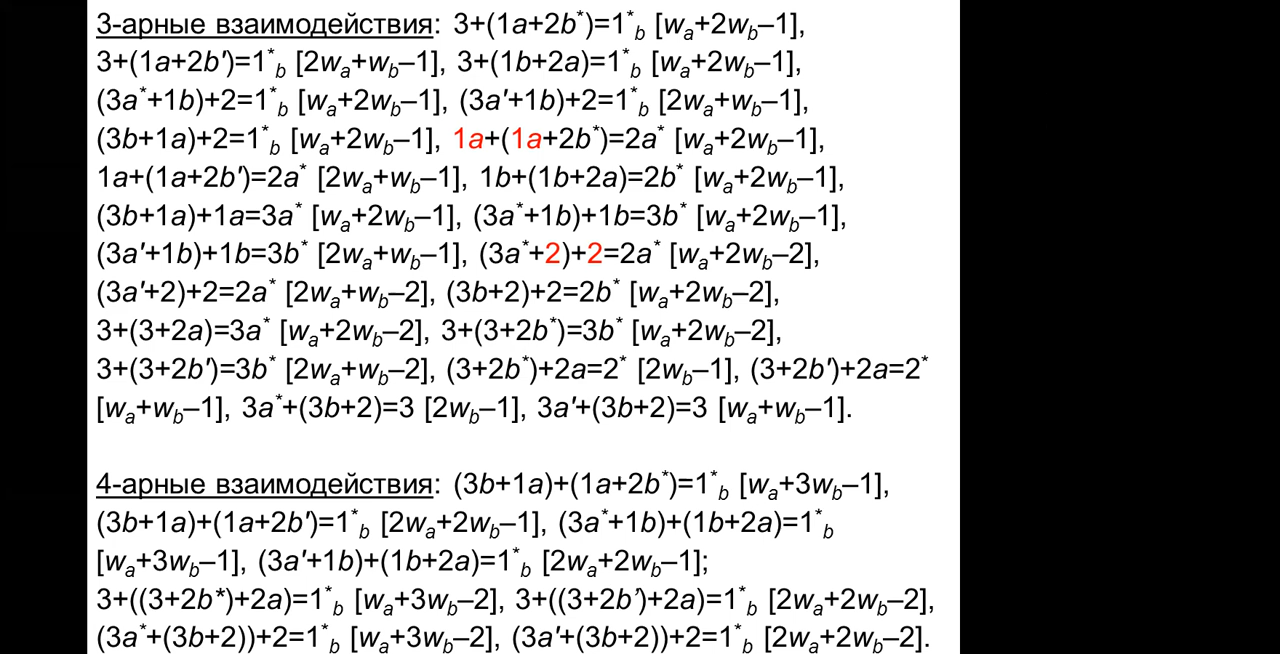 3-арные взаимодействия: 3+(1a+2b*)=1*b [wa+2wb–1],
3+(1a+2b′)=1*b [2wa+wb–1], 3+(1b+2a)=1*b [wa+2wb–1],
(3a*+1b)+2=1*b [wa+2wb–1], (3a′+1b)+2=1*b [2wa+wb–1],
(3b+1a)+2=1*b [wa+2wb–1], 1a+(1a+2b*)=2a* [wa+2wb–1],
1a+(1a+2b′)=2a* [2wa+wb–1], 1b+(1b+2a)=2b* [wa+2wb–1],
(3b+1a)+1a=3a* [wa+2wb–1], (3a*+1b)+1b=3b* [wa+2wb–1],
(3a′+1b)+1b=3b* [2wa+wb–1], (3a*+2)+2=2a* [wa+2wb–2],
(3a′+2)+2=2a* [2wa+wb–2], (3b+2)+2=2b* [wa+2wb–2],
3+(3+2a)=3a* [wa+2wb–2], 3+(3+2b*)=3b* [wa+2wb–2],
3+(3+2b′)=3b* [2wa+wb–2], (3+2b*)+2a=2* [2wb–1], (3+2b′)+2a=2*
[wa+wb–1], 3a*+(3b+2)=3 [2wb–1], 3a′+(3b+2)=3 [wa+wb–1].
4-арные взаимодействия: (3b+1a)+(1a+2b*)=1*b [wa+3wb–1],
(3b+1a)+(1a+2b′)=1*b [2wa+2wb–1], (3a*+1b)+(1b+2a)=1*b
[wa+3wb–1], (3a′+1b)+(1b+2a)=1*b [2wa+2wb–1];
3+((3+2b*)+2a)=1*b [wa+3wb–2], 3+((3+2b’)+2a)=1*b [2wa+2wb–2],
(3a*+(3b+2))+2=1*b [wa+3wb–2], (3a′+(3b+2))+2=1*b [2wa+2wb–2].